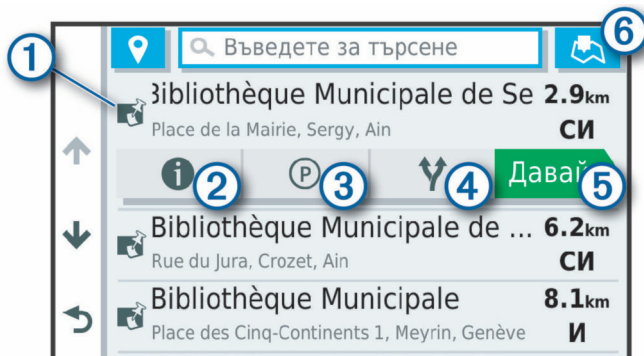 6
Въведете за търсене
1
Bibliothèque Municipale de Se 2.9km
Place de la Mairie, Sergy, Ain СИ
i 2 P 3 4 Давай 5
Bibliothèque Municipale de ... 6.2km
Rue du Jura, Crozet, Ain СИ
Bibliothèque Municipale 8.1km
Place des Cinq-Continents 1, Meyrin, Genève И